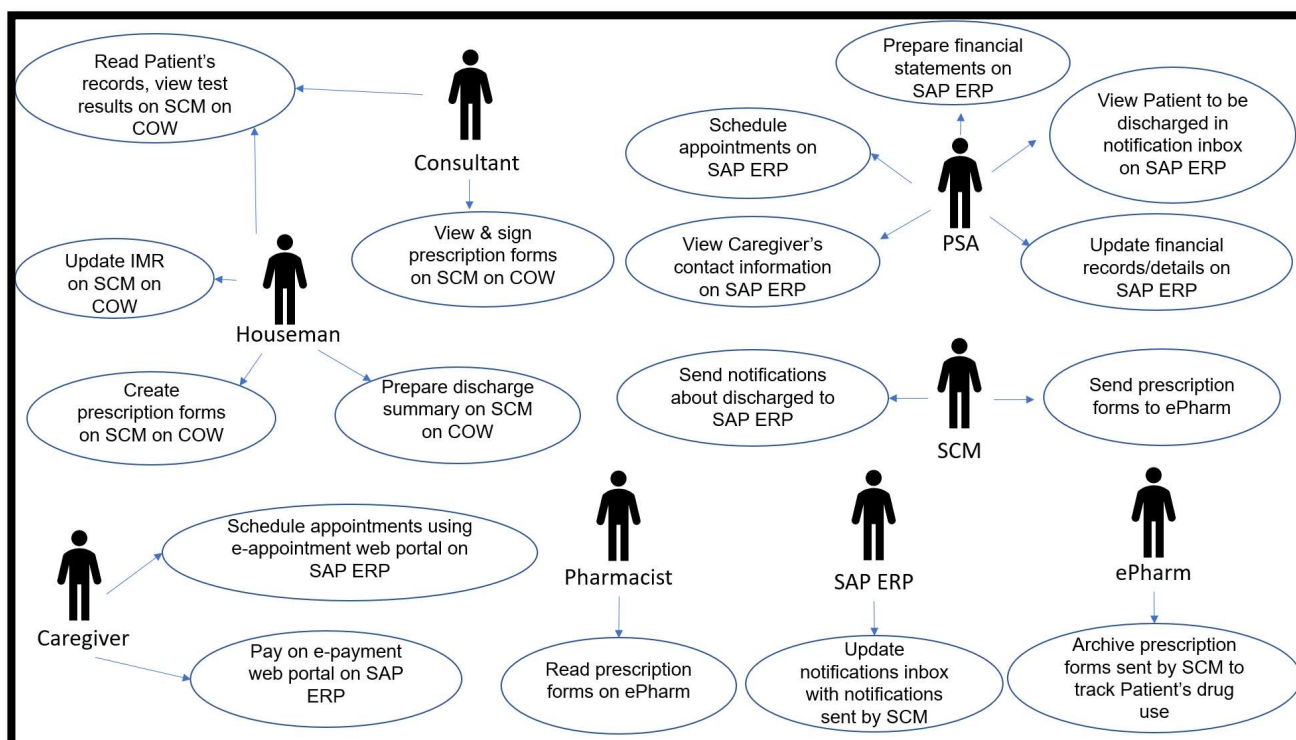 Read Patient's
records, view test
results on SCM on
COW
Consultant
View & sign
prescription forms
on SCM on COW
Update IMR
on SCM on
COW
Houseman
Create
prescription forms
on SCM on COW
Prepare discharge
summary on SCM
on COW
Prepare financial
statements on
SAP ERP
Schedule
appointments on
SAP ERP
View Patient to be
discharged in
notification inbox
on SAP ERP
PSA
View Caregiver's
contact information
on SAP ERP
Update financial
records/details on
SAP ERP
Send notifications
about discharged to
SAP ERP
SCM
Send prescription
forms to ePharm
Caregiver
Schedule appointments using
e-appointment web portal on
SAP ERP
Pay on e-payment
web portal on SAP
ERP
Pharmacist
Read prescription
forms on ePharm
SAP ERP
Update
notifications inbox
with notifications
sent by SCM
ePharm
Archive prescription
forms sent by SCM to
track Patient's drug
use